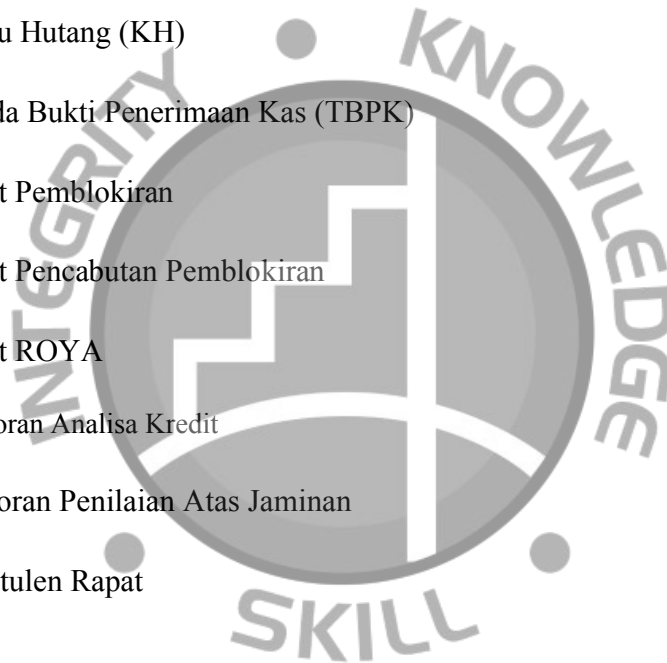 u Hutang (KH)
da Bukti Penerimaan Kas (TBPK)
t Pemblokiran
t Pencabutan Pemblokiran
t ROYA
oran Analisa Kredit
oran Penilaian Atas Jaminan
tulen Rapat
INTEGRITY
KNOWLEDGE
SKILL